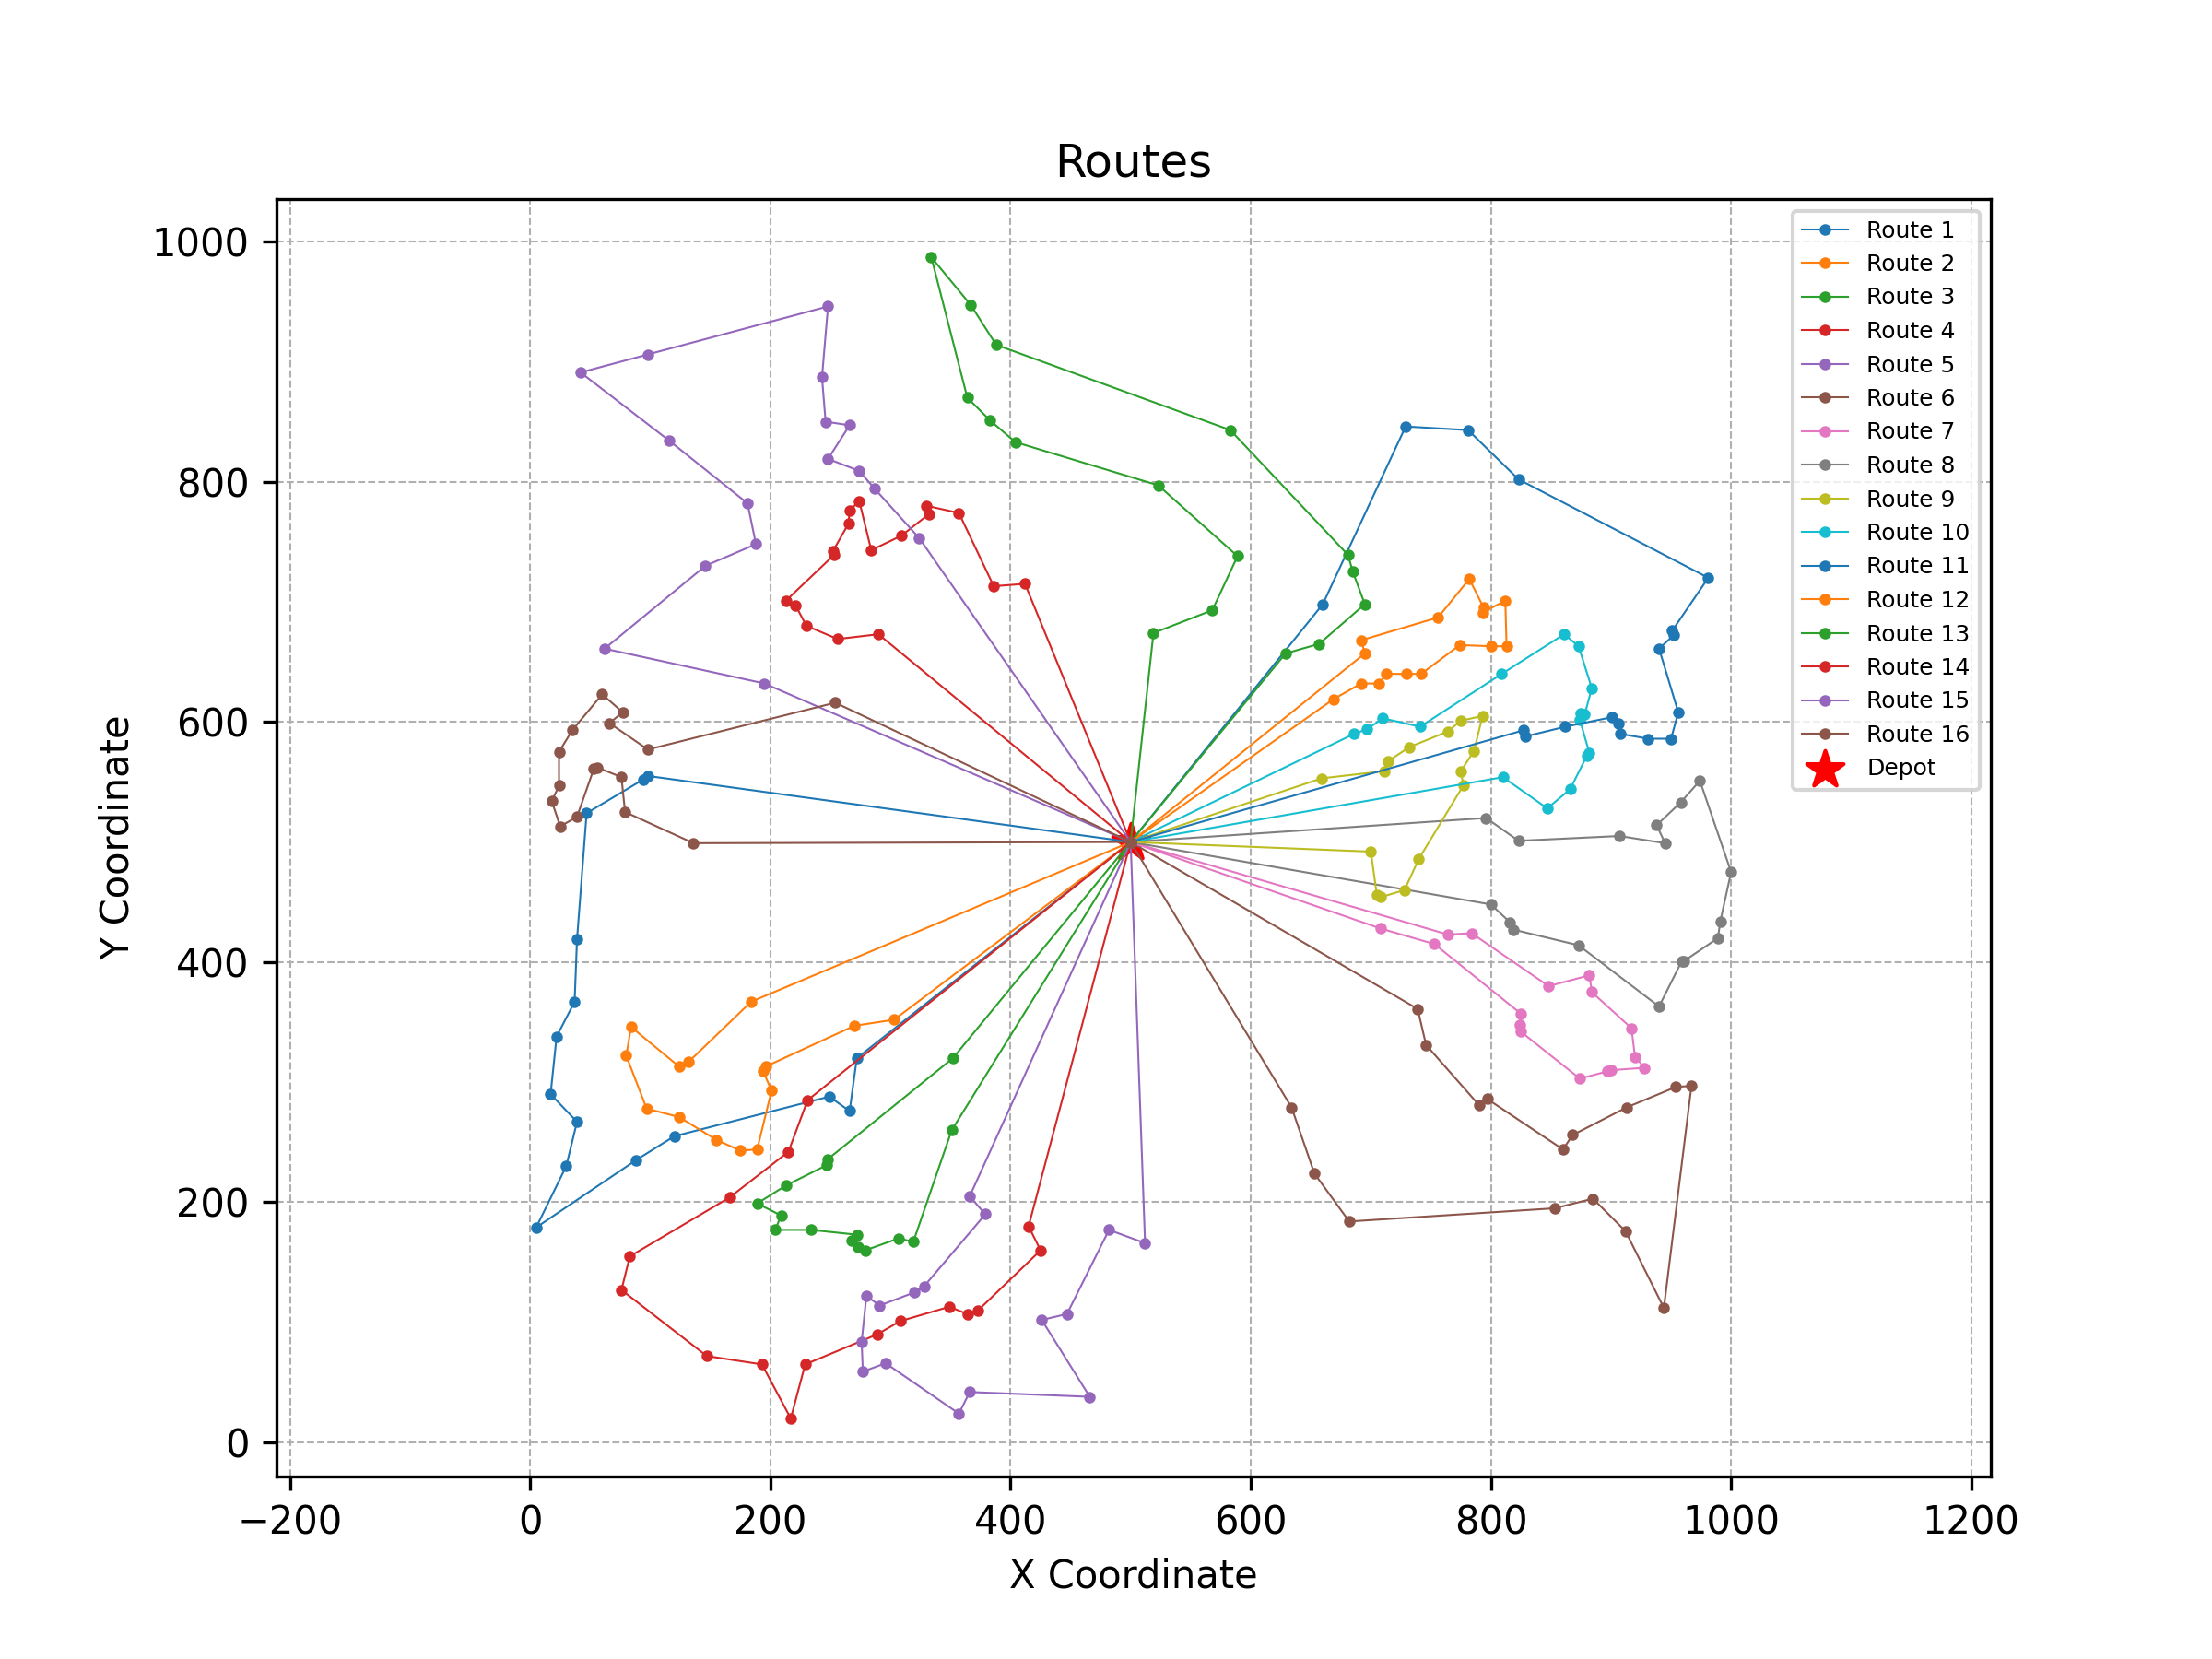 Routes
1000
800
600
400
200
0
Y Coordinate
−200
0
200
400
600
800
1000
1200
X Coordinate
Route 1
Route 2
Route 3
Route 4
Route 5
Route 6
Route 7
Route 8
Route 9
Route 10
Route 11
Route 12
Route 13
Route 14
Route 15
Route 16
Depot